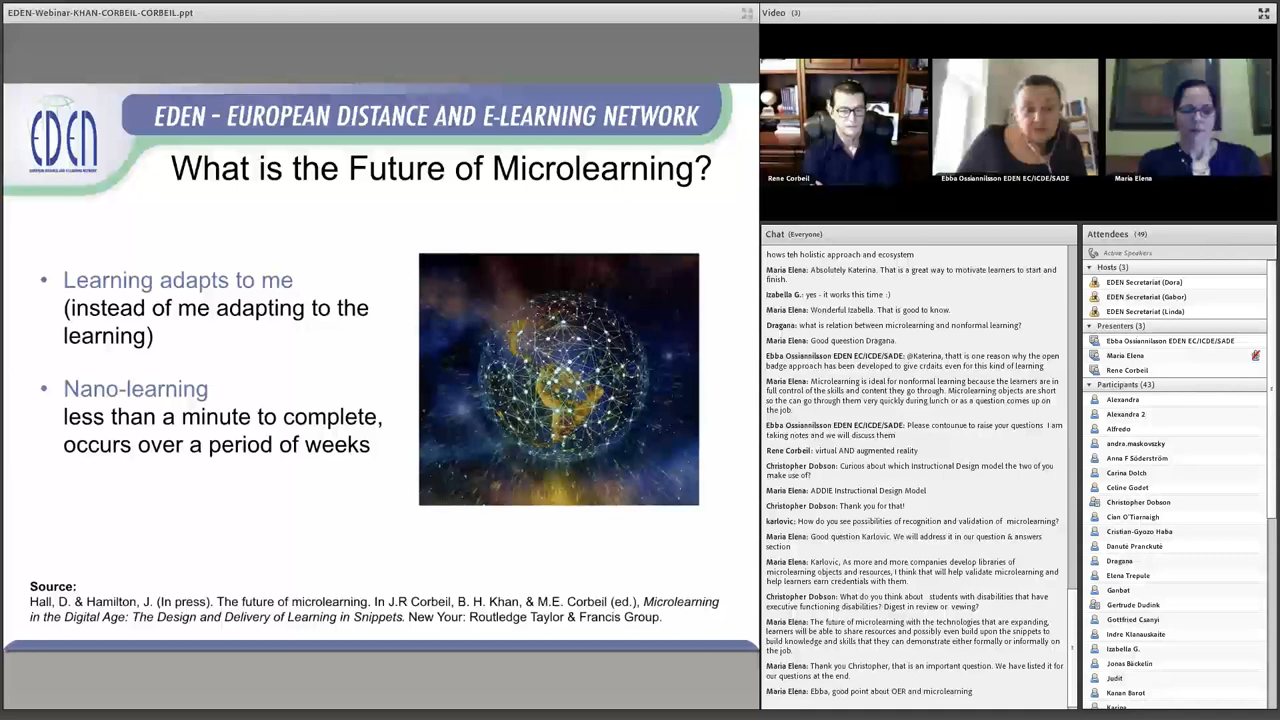 EDEN-Webinar-KHAN-CORBEIL-CORBEIL.ppt
EDEN
EUROPEAN DISTANCE AND E-LEARNING NETWORK
EDEN – EUROPEAN DISTANCE AND E-LEARNING NETWORK
What is the Future of Microlearning?
• Learning adapts to me
(instead of me adapting to the
learning)
• Nano-learning
less than a minute to complete,
occurs over a period of weeks
Source:
Hall, D. & Hamilton, J. (In press). The future of microlearning. In J.R Corbeil, B. H. Khan, & M.E. Corbeil (ed.), Microlearning
in the Digital Age: The Design and Delivery of Learning in Snippets. New Your: Routledge Taylor & Francis Group.
Video (3)
Rene Corbeil
Ebba Ossiannilsson EDEN EC/ICDE/SADE
Maria Elena
Chat (Everyone)
hows teh holistic approach and ecosystem
Maria Elena: Absolutely Katerina. That is a great way to motivate learners to start and
finish.
Izabella G.: yes - it works this time :)
Maria Elena: Wonderful Izabella. That is good to know.
Dragana: what is relation between microlearning and nonformal learning?
Maria Elena: Good queestion Dragana.
Ebba Ossiannilsson EDEN EC/ICDE/SADE: @Katerina, thatt is one reason why the open
badge approach has been developed to give crdaits even for this kind of learning
Maria Elena: Microlearning is ideal for nonformal learning because the learners are in
full control of the skills and content they go through. Microlearning objects are short
so the can go through them very quickly during lunch or as a question comes up on
the job.
Ebba Ossiannilsson EDEN EC/ICDE/SADE: Please contounue to raise your questions I am
taking notes and we will discuss them
Rene Corbeil: virtual AND augmented reality
Christopher Dobson: Curious about which Instructional Design model the two of you
make use of?
Maria Elena: ADDIE Instructional Design Model
Christopher Dobson: Thank you for that!
karlovic: How do you see possibilities of recognition and validation of microlearning?
Maria Elena: Good question Karlovic. We will address it in our question & answers
section
Maria Elena: Karlovic, As more and more companies develop libraries of
microlearning objects and resources, I think that will help validate microlearning and
help learners earn credentials with them.
Christopher Dobson: What do you think about students with disabilities that have
executive functioning disabilities? Digest in review or vewing?
Maria Elena: The future of microlearning with the technologies that are expanding,
learners will be able to share resources and possibly even build upon the snippets to
build knowledge and skills that they can demonstrate either formally or informally on
the job.
Maria Elena: Thank you Christopher, that is an important question. We have listed it for
our questions at the end.
Maria Elena: Ebba, good point about OER and microlearning
Attendees (49)
Active Speakers
Hosts (3)
EDEN Secretariat (Dora)
EDEN Secretariat (Gabor)
EDEN Secretariat (Linda)
Presenters (3)
Ebba Ossiannilsson EDEN EC/ICDE/SADE
Maria Elena
Rene Corbeil
Participants (43)
Alexandra
Alexandra 2
Alfredo
andra.maskovszky
Anna F Söderström
Carina Dolch
Celine Godet
Christopher Dobson
Cian O'Tiarnaigh
Cristian-Gyozo Haba
Danutė Pranckutė
Dragana
Elena Trepule
Ganbat
Gertrude Dudink
Gottfried Csanyi
Indre Klanauskaite
Izabella G.
Jonas Bäckelin
Judit
Kanan Barot
Karina